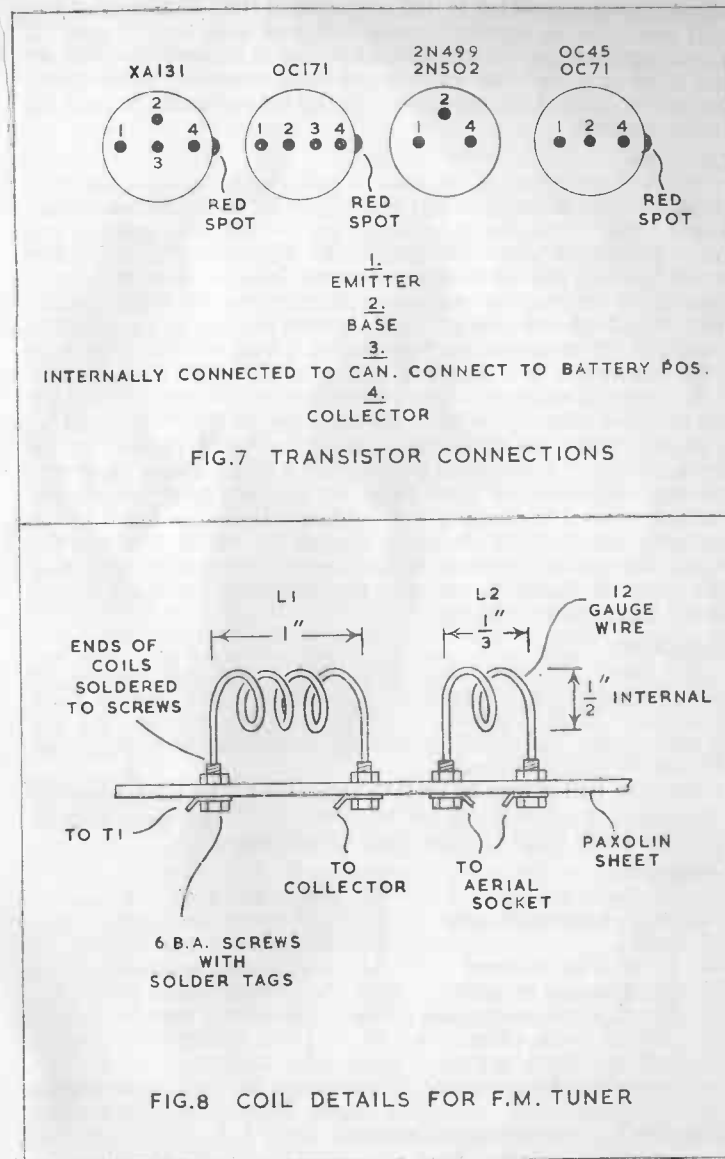 XA131
OC171
2N499
2N502
OC45
OC71
2
1
4
3
RED
SPOT
1 2 3 4
RED
SPOT
2
1
4
1 2 4
RED
SPOT
1.
EMITTER
2.
BASE
3.
INTERNALLY CONNECTED TO CAN. CONNECT TO BATTERY POS.
4.
COLLECTOR
FIG.7 TRANSISTOR CONNECTIONS
L1
1"
L2
1/3"
12
GAUGE
WIRE
ENDS OF
COILS
SOLDERED
TO SCREWS
1/2" INTERNAL
TO T1
TO
COLLECTOR
TO
AERIAL
SOCKET
PAXOLIN
SHEET
6 B.A. SCREWS
WITH
SOLDER TAGS
FIG.8 COIL DETAILS FOR F.M. TUNER